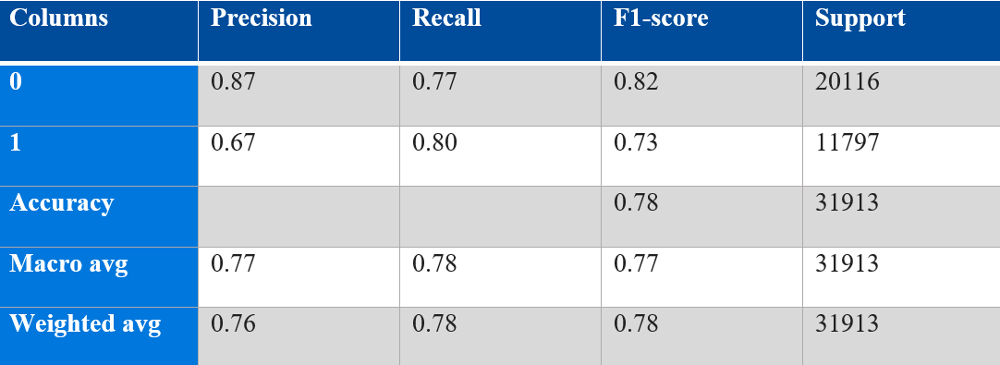 Columns Precision Recall F1-score Support
0 0.87 0.77 0.82 20116
1 0.67 0.80 0.73 11797
Accuracy 0.78 31913
Macro avg 0.77 0.78 0.77 31913
Weighted avg 0.76 0.78 0.78 31913